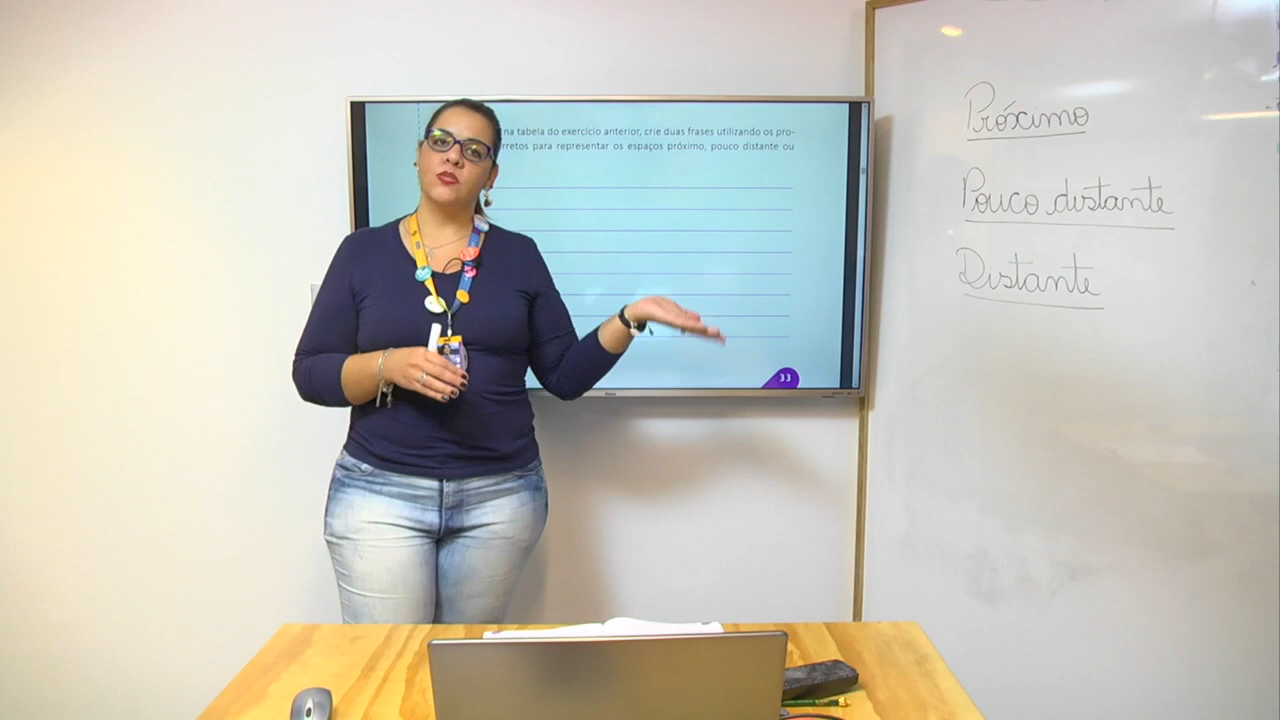 na tabela do exercício anterior, crie duas frases utilizando os pro-
rretos para representar os espaços próximo, pouco distante ou
33
Próximo
Pouco distante
Distante